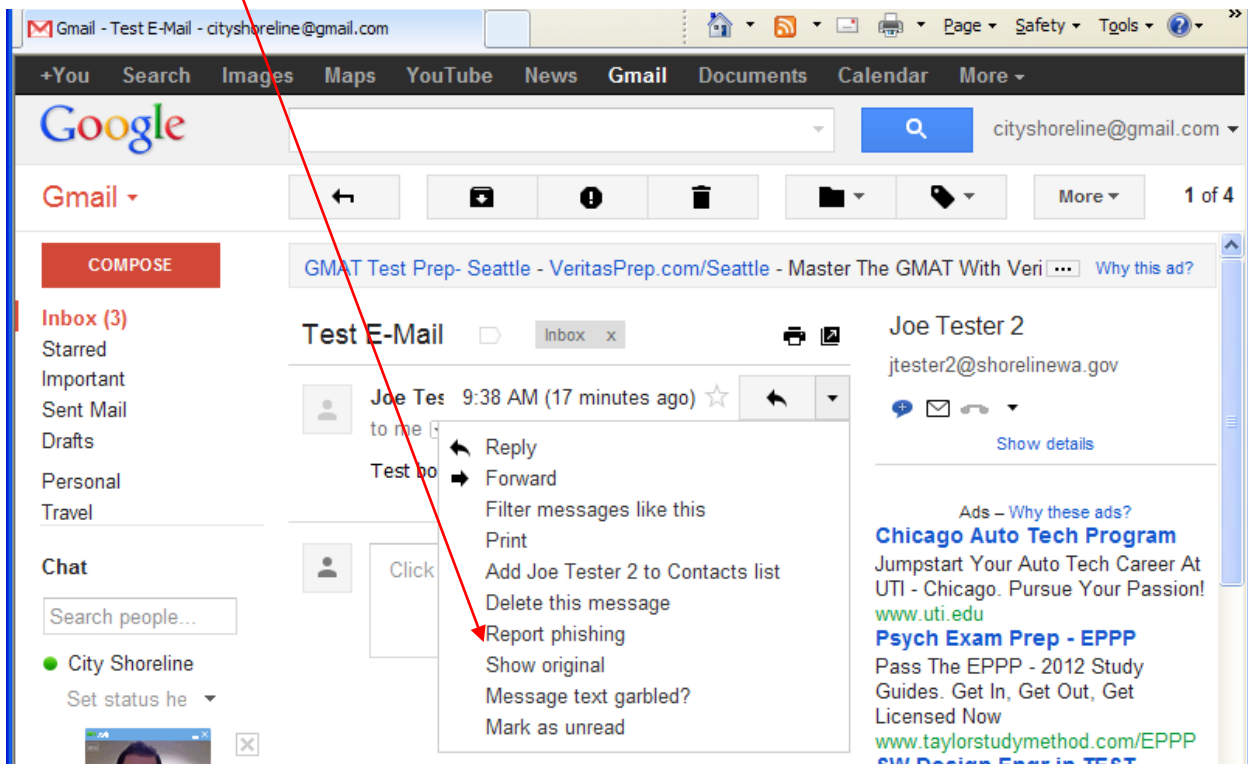 Gmail - Test E-Mail - cityshoreline@gmail.com
Page Safety Tools »
+You Search Images Maps YouTube News Gmail Documents Calendar More
Google
cityshoreline@gmail.com
Gmail
More 1 of 4
COMPOSE
GMAT Test Prep- Seattle - VeritasPrep.com/Seattle - Master The GMAT With Veri ... Why this ad?
Inbox (3)
Starred
Important
Sent Mail
Drafts
Personal
Travel
Chat
Search people...
City Shoreline
Set status he
Test E-Mail Inbox x
Joe Tes 9:38 AM (17 minutes ago)
to me
Test bo
Click
Reply
Forward
Filter messages like this
Print
Add Joe Tester 2 to Contacts list
Delete this message
Report phishing
Show original
Message text garbled?
Mark as unread
Joe Tester 2
jtester2@shorelinewa.gov
Show details
Ads – Why these ads?
Chicago Auto Tech Program
Jumpstart Your Auto Tech Career At
UTI - Chicago. Pursue Your Passion!
www.uti.edu
Psych Exam Prep - EPPP
Pass The EPPP - 2012 Study
Guides. Get In, Get Out, Get
Licensed Now
www.taylorstudymethod.com/EPPP
SW Design Engr in TEST